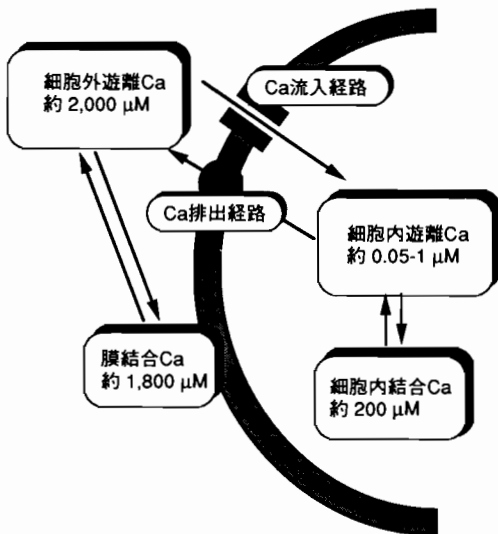 細胞外遊離Ca
約 2,000 μM
Ca流入経路
Ca排出経路
細胞内遊離Ca
約 0.05-1 μM
膜結合Ca
約 1,800 μM
細胞内結合Ca
約 200 μM